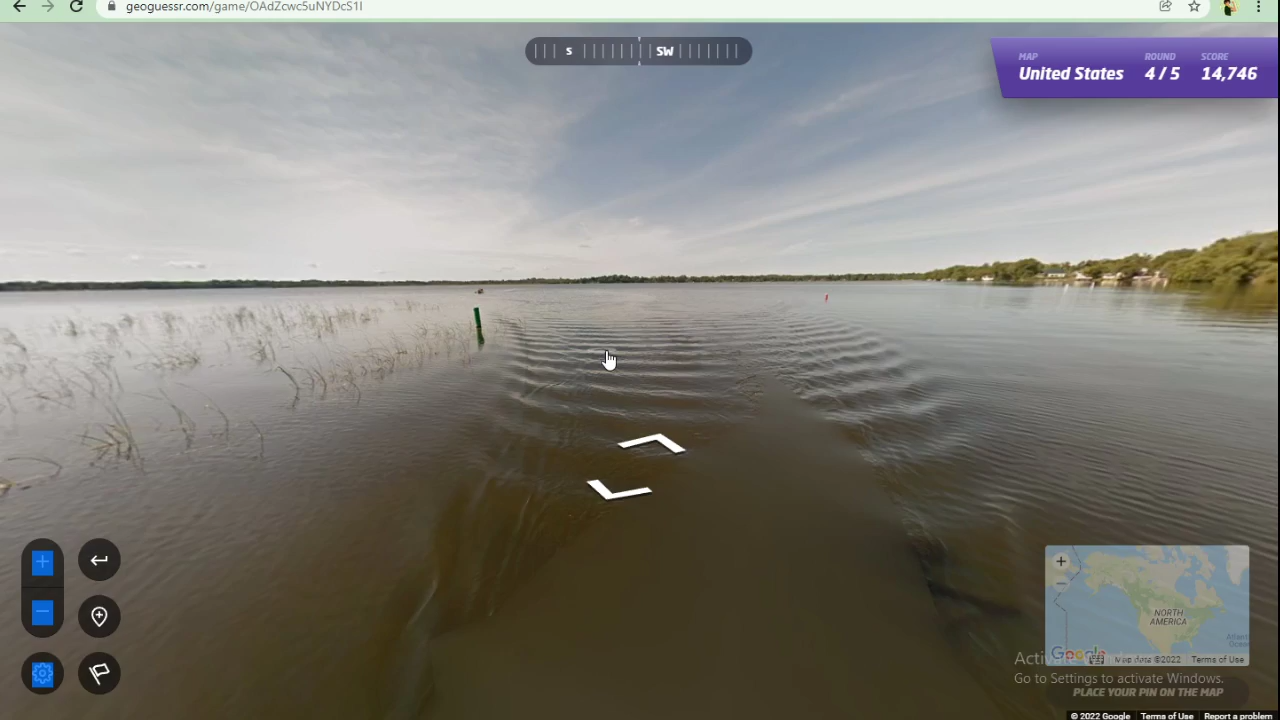 geoguessr.com/game/OAdZcwc5uNYDcS1I
S SW
MAP ROUND SCORE
United States 4 / 5 14,746
NORTH
AMERICA
Google Map data ©2022 Terms of Use
Activate Windows
Go to Settings to activate Windows.
PLACE YOUR PIN ON THE MAP
© 2022 Google Terms of Use Report a problem